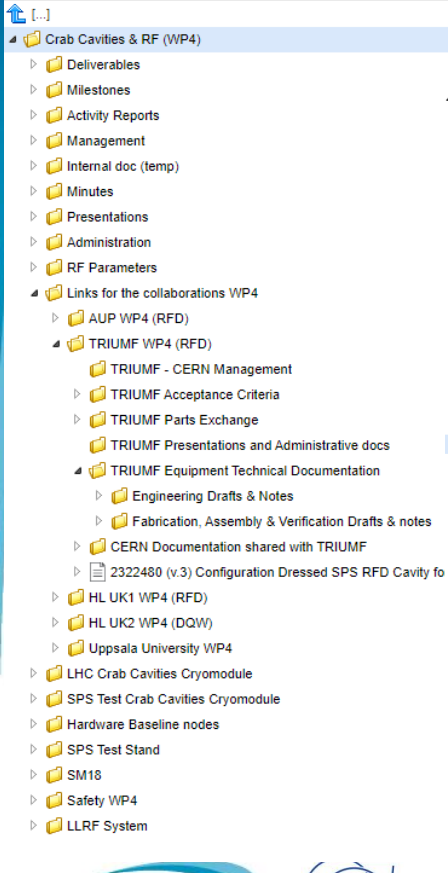 [...]
Crab Cavities & RF (WP4)
Deliverables
Milestones
Activity Reports
Management
Internal doc (temp)
Minutes
Presentations
Administration
RF Parameters
Links for the collaborations WP4
AUP WP4 (RFD)
TRIUMF WP4 (RFD)
TRIUMF - CERN Management
TRIUMF Acceptance Criteria
TRIUMF Parts Exchange
TRIUMF Presentations and Administrative docs
TRIUMF Equipment Technical Documentation
Engineering Drafts & Notes
Fabrication, Assembly & Verification Drafts & notes
CERN Documentation shared with TRIUMF
2322480 (v.3) Configuration Dressed SPS RFD Cavity fo
HL UK1 WP4 (RFD)
HL UK2 WP4 (DQW)
Uppsala University WP4
LHC Crab Cavities Cryomodule
SPS Test Crab Cavities Cryomodule
Hardware Baseline nodes
SPS Test Stand
SM18
Safety WP4
LLRF System